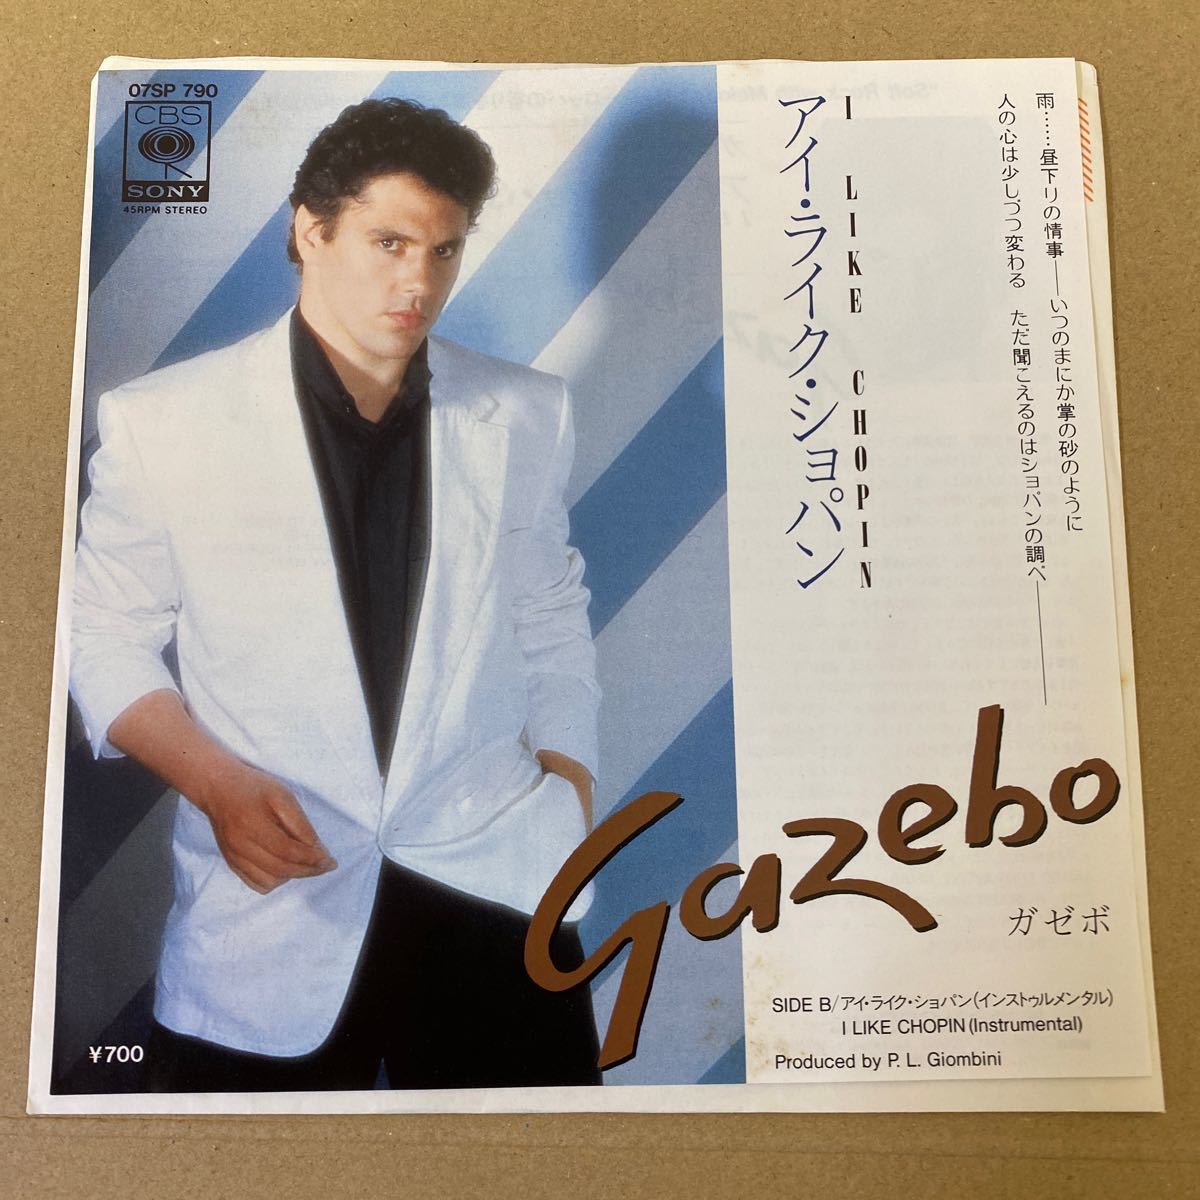 07SP 790
CBS
SONY
45RPM STEREO
I LIKE CHOPIN
アイ・ライク・ショパン
雨……昼下りの情事──いつのまにか掌の砂のように
人の心は少しづつ変わる ただ聞こえるのはショパンの調べ────
Gazebo
ガゼボ
SIDE B/アイ・ライク・ショパン(インストゥルメンタル)
I LIKE CHOPIN(Instrumental)
Produced by P. L. Giombini
¥700